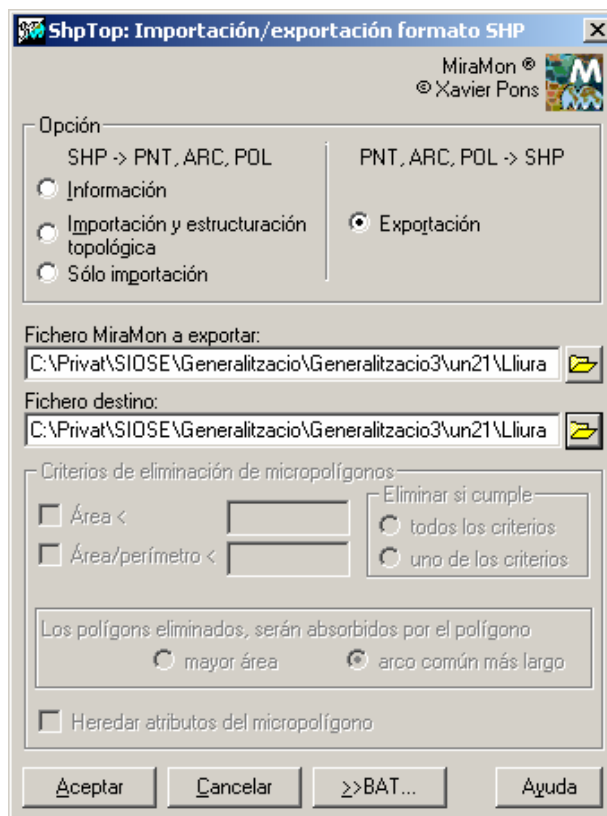 ShpTop: Importación/exportación formato SHP
MiraMon ®
© Xavier Pons
Opción
SHP -> PNT, ARC, POL
PNT, ARC, POL -> SHP
Información
Importación y estructuración
topológica
Sólo importación
Exportación
Fichero MiraMon a exportar:
C:\Privat\SIOSE\Generalitzacio\Generalitzacio3\un21\Lliura
Fichero destino:
C:\Privat\SIOSE\Generalitzacio\Generalitzacio3\un21\Lliura
Criterios de eliminación de micropolígonos
Área <
Área/perímetro <
Eliminar si cumple
todos los criterios
uno de los criterios
Los polígons eliminados, serán absorbidos por el polígono
mayor área
arco común más largo
Heredar atributos del micropolígono
Aceptar
Cancelar
>>BAT...
Ayuda